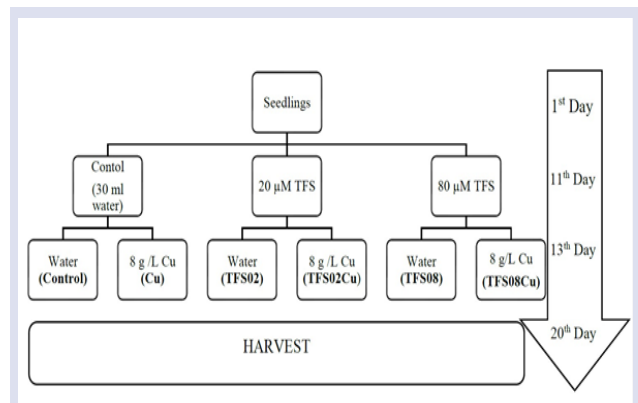 Seedlings
1st Day
Contol
(30 ml
water)
20 µM TFS
80 µM TFS
11th Day
Water
(Control)
8 g /L Cu
(Cu)
Water
(TFS02)
8 g /L Cu
(TFS02Cu)
Water
(TFS08)
8 g/L Cu
(TFS08Cu)
13th Day
HARVEST
20th Day